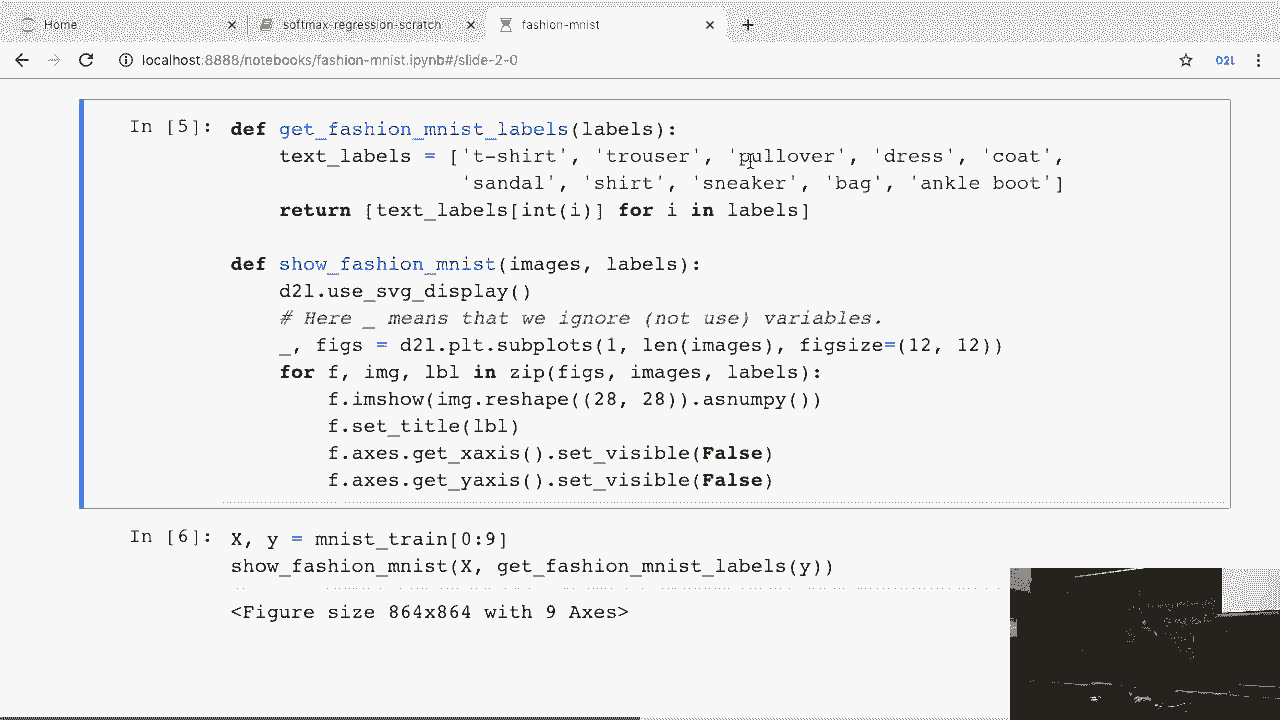 Home
softmax-regression-scratch
fashion-mnist
localhost:8888/notebooks/fashion-mnist.ipynb#/slide-2-0
D2L
In [5]: def get_fashion_mnist_labels(labels):
text_labels = ['t-shirt', 'trouser', 'pullover', 'dress', 'coat',
'sandal', 'shirt', 'sneaker', 'bag', 'ankle boot']
return [text_labels[int(i)] for i in labels]
def show_fashion_mnist(images, labels):
d2l.use_svg_display()
# Here _ means that we ignore (not use) variables.
_, figs = d2l.plt.subplots(1, len(images), figsize=(12, 12))
for f, img, lbl in zip(figs, images, labels):
f.imshow(img.reshape((28, 28)).asnumpy())
f.set_title(lbl)
f.axes.get_xaxis().set_visible(False)
f.axes.get_yaxis().set_visible(False)
In [6]: X, y = mnist_train[0:9]
show_fashion_mnist(X, get_fashion_mnist_labels(y))
<Figure size 864x864 with 9 Axes>